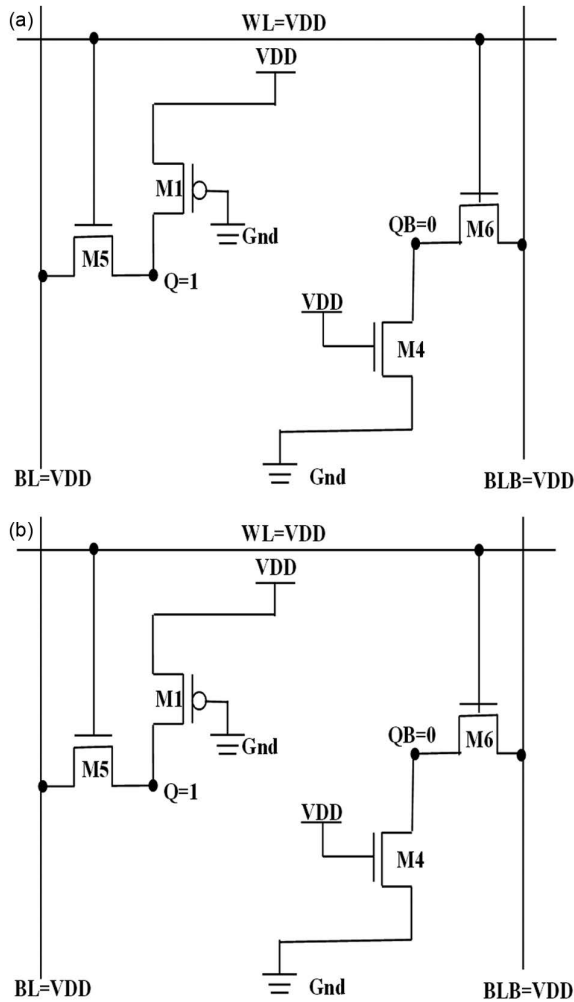 (a)
WL=VDD
VDD
M1
Gnd
M5
Q=1
QB=0
M6
VDD
M4
Gnd
BL=VDD
BLB=VDD
(b)
WL=VDD
VDD
M1
Gnd
M5
Q=1
QB=0
M6
VDD
M4
Gnd
BL=VDD
BLB=VDD